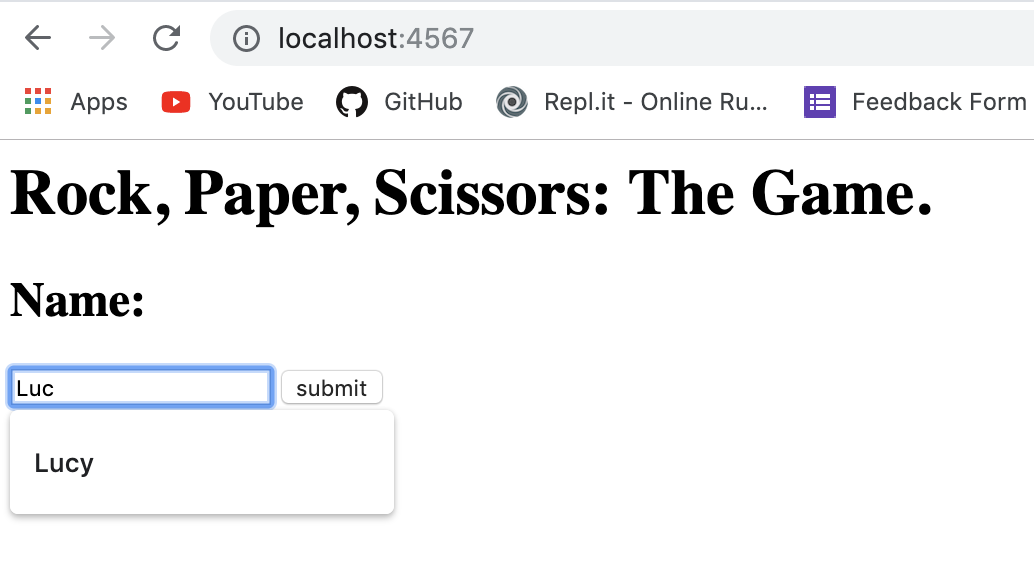 localhost:4567
Apps YouTube GitHub Repl.it - Online Ru... Feedback Form
Rock, Paper, Scissors: The Game.
Name:
Luc submit
Lucy